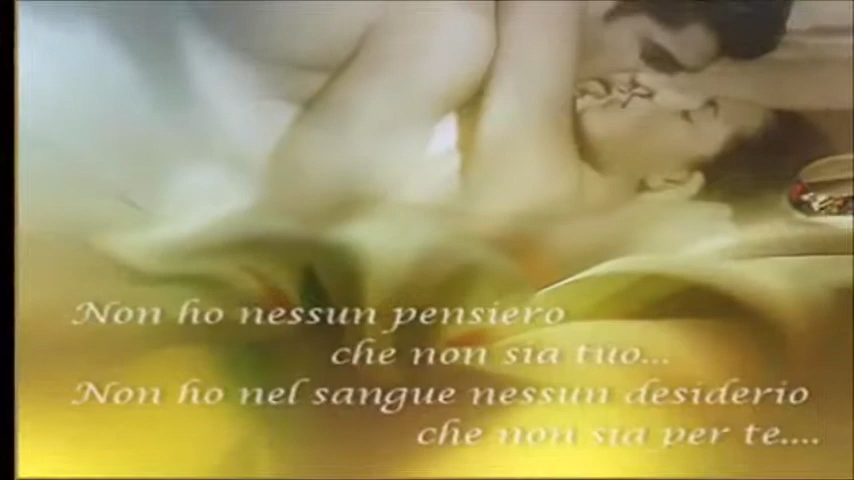 Non ho nessun pensiero
che non sia tuo...
Non ho nel sangue nessun desiderio
che non sia per te....